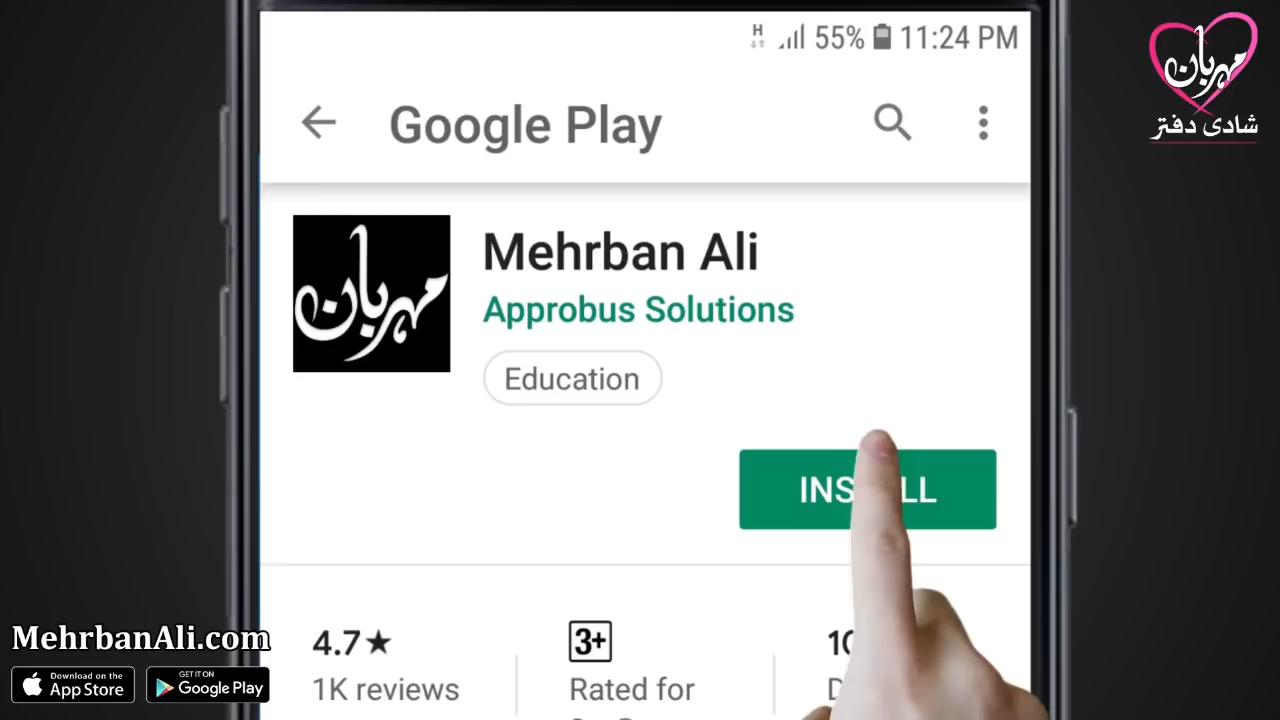 H 55% 11:24 PM
Google Play
مہربان
شادی دفتر
مہربان
Mehrban Ali
Approbus Solutions
Education
4.7★
1K reviews
3+
Rated for
MehrbanAli.com
Download on the
App Store
GET IT ON
Google Play